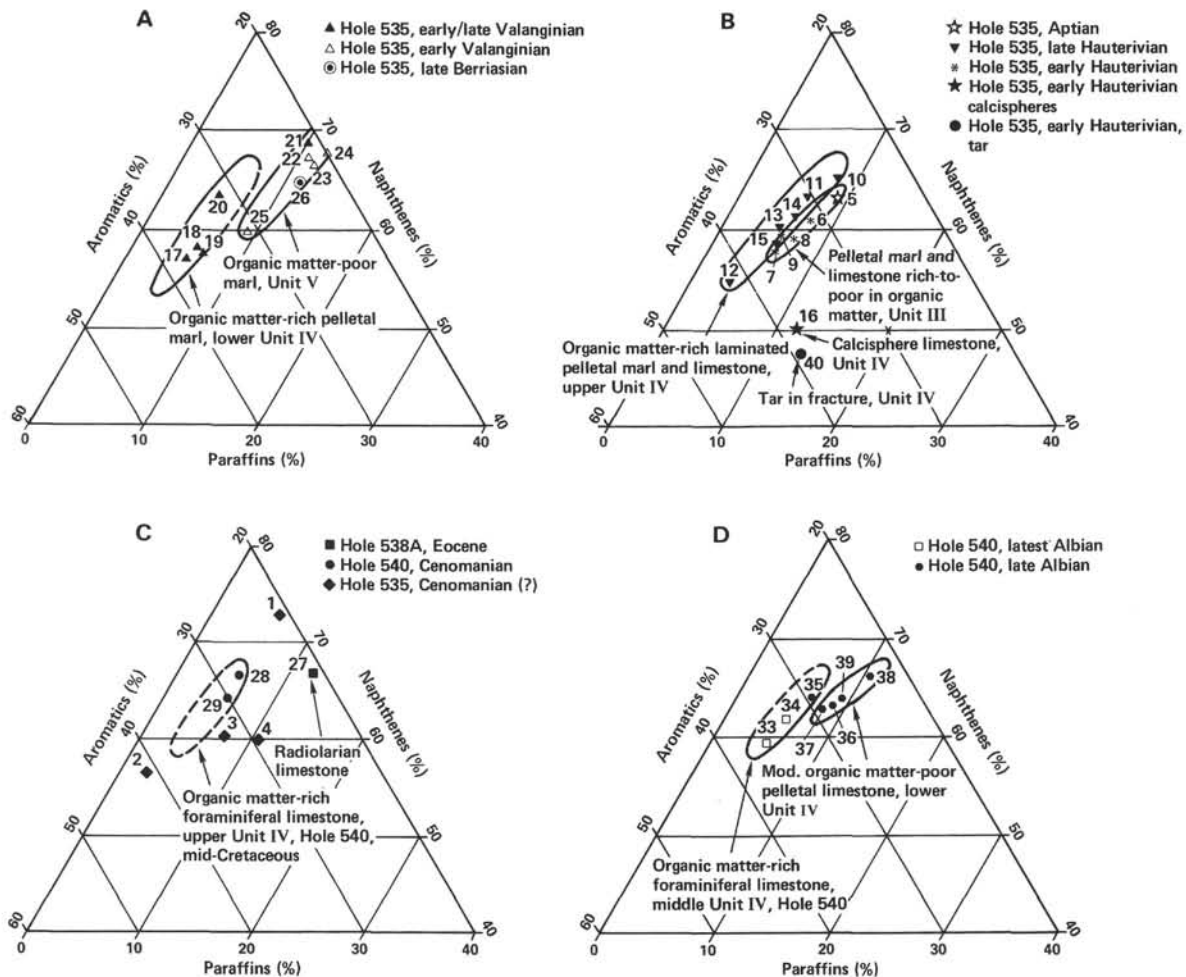 A
▲ Hole 535, early/late Valanginian
△ Hole 535, early Valanginian
Hole 535, late Berriasian
20
80
30
70
Aromatics (%)
Naphthenes (%)
40
60
50
50
60
40
0
10
20
30
40
Paraffins (%)
21
22
24
23
26
25
20
18
19
17
Organic matter-poor
marl, Unit V
Organic matter-rich pelletal
marl, lower Unit IV
B
☆ Hole 535, Aptian
▼ Hole 535, late Hauterivian
* Hole 535, early Hauterivian
★ Hole 535, early Hauterivian
calcispheres
● Hole 535, early Hauterivian,
tar
20
80
30
70
Aromatics (%)
Naphthenes (%)
40
60
50
50
60
40
0
10
20
30
40
Paraffins (%)
10
11
5
14
6
13
15
8
7
9
12
16
40
Pelletal marl and
limestone rich-to-
poor in organic
matter, Unit III
Calcisphere limestone,
Unit IV
Organic matter-rich laminated
pelletal marl and limestone,
upper Unit IV
Tar in fracture, Unit IV
C
■ Hole 538A, Eocene
● Hole 540, Cenomanian
◆ Hole 535, Cenomanian (?)
20
80
30
70
Aromatics (%)
Naphthenes (%)
40
60
50
50
60
40
0
10
20
30
40
Paraffins (%)
1
27
28
29
3
4
2
Radiolarian
limestone
Organic matter-rich
foraminiferal limestone,
upper Unit IV, Hole 540,
mid-Cretaceous
D
□ Hole 540, latest Albian
● Hole 540, late Albian
20
80
30
70
Aromatics (%)
Naphthenes (%)
40
60
50
50
60
40
0
10
20
30
40
Paraffins (%)
39
35
38
34
33
37
36
Mod. organic matter-poor
pelletal limestone, lower
Unit IV
Organic matter-rich
foraminiferal limestone,
middle Unit IV, Hole 540